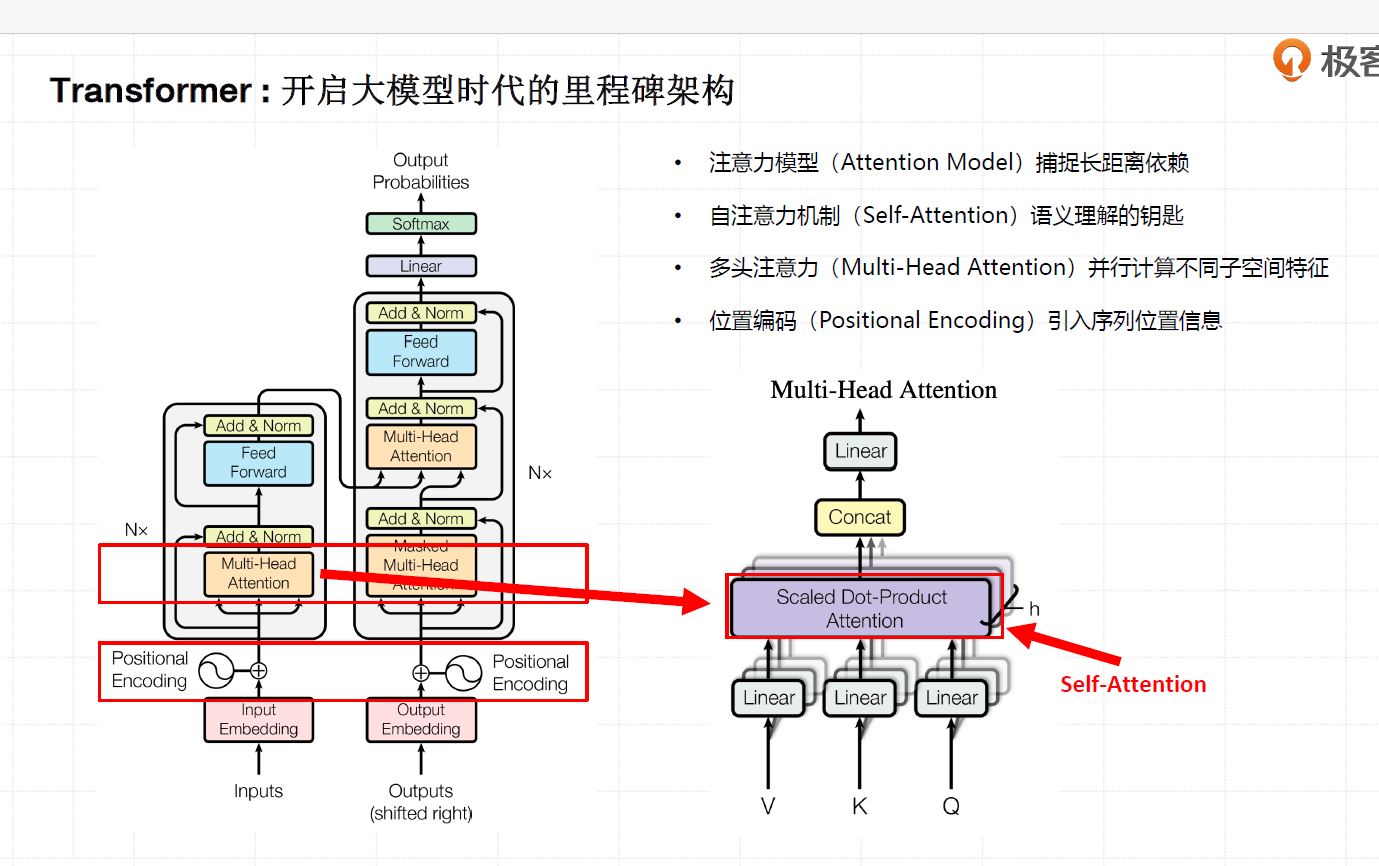 极客
Transformer : 开启大模型时代的里程碑架构
Output
Probabilities
Softmax
Linear
Add & Norm
Feed
Forward
Add & Norm
Multi-Head
Attention
Nx
Add & Norm
Masked
Multi-Head
Attention
Add & Norm
Feed
Forward
Nx
Add & Norm
Multi-Head
Attention
Positional
Encoding
Positional
Encoding
Input
Embedding
Output
Embedding
Inputs
Outputs
(shifted right)
• 注意力模型（Attention Model）捕捉长距离依赖
• 自注意力机制（Self-Attention）语义理解的钥匙
• 多头注意力（Multi-Head Attention）并行计算不同子空间特征
• 位置编码（Positional Encoding）引入序列位置信息
Multi-Head Attention
Linear
Concat
Scaled Dot-Product
Attention
h
Self-Attention
Linear
Linear
Linear
V
K
Q